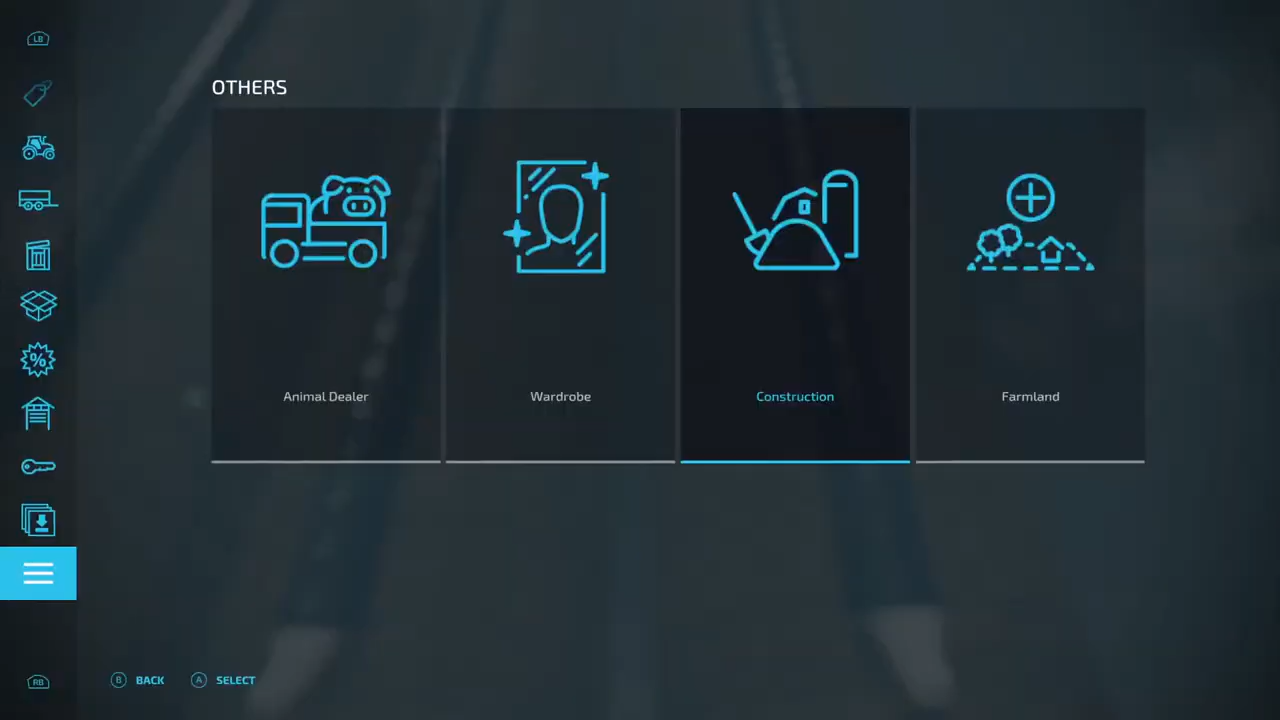 LB
OTHERS
%
Animal Dealer
Wardrobe
Construction
Farmland
RB
B BACK
A SELECT